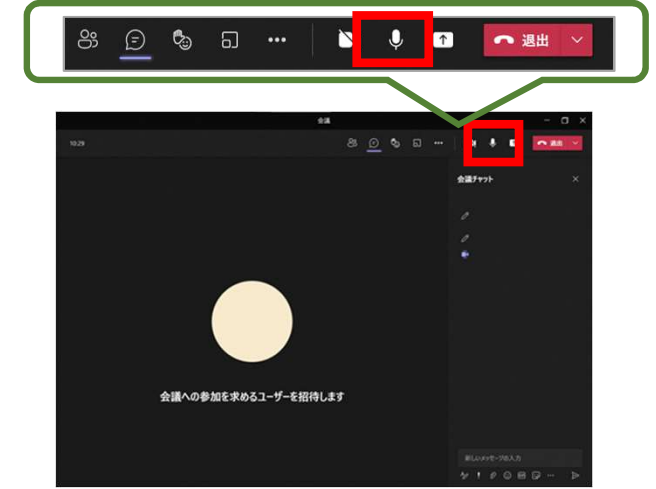 退出
会議
10:29
退出
会議チャット
会議への参加を求めるユーザーを招待します
新しいメッセージの入力